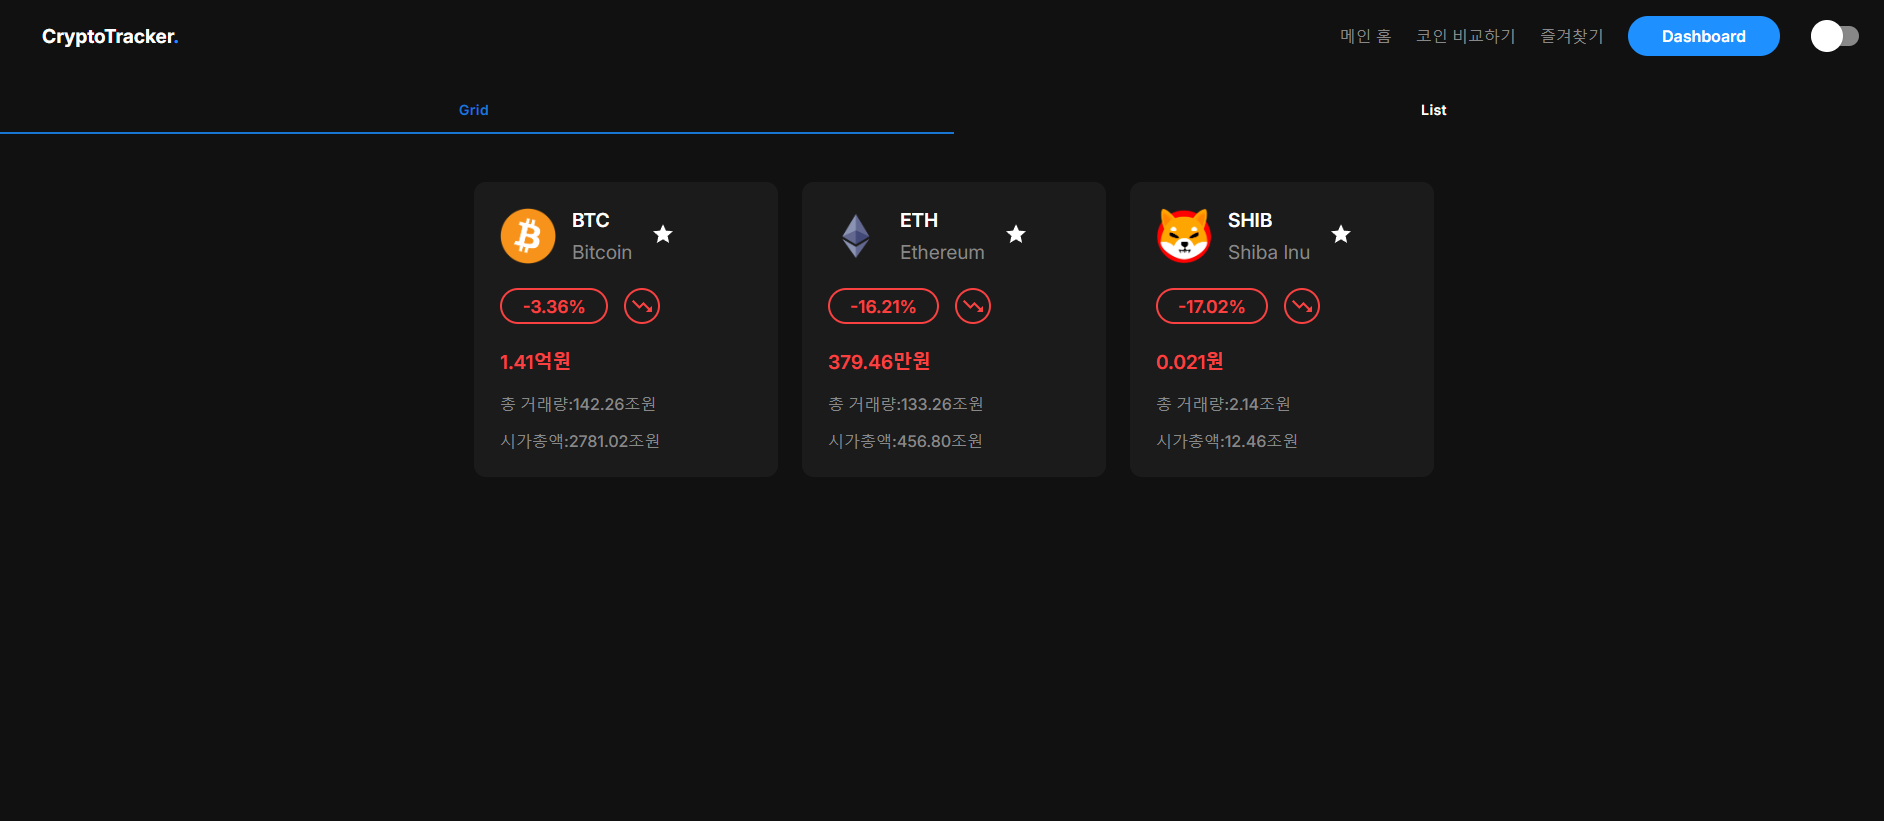 CryptoTracker.
메인 홈 코인 비교하기 즐겨찾기 Dashboard
Grid List
BTC
Bitcoin
-3.36%
1.41억원
총 거래량:142.26조원
시가총액:2781.02조원
ETH
Ethereum
-16.21%
379.46만원
총 거래량:133.26조원
시가총액:456.80조원
SHIB
Shiba Inu
-17.02%
0.021원
총 거래량:2.14조원
시가총액:12.46조원